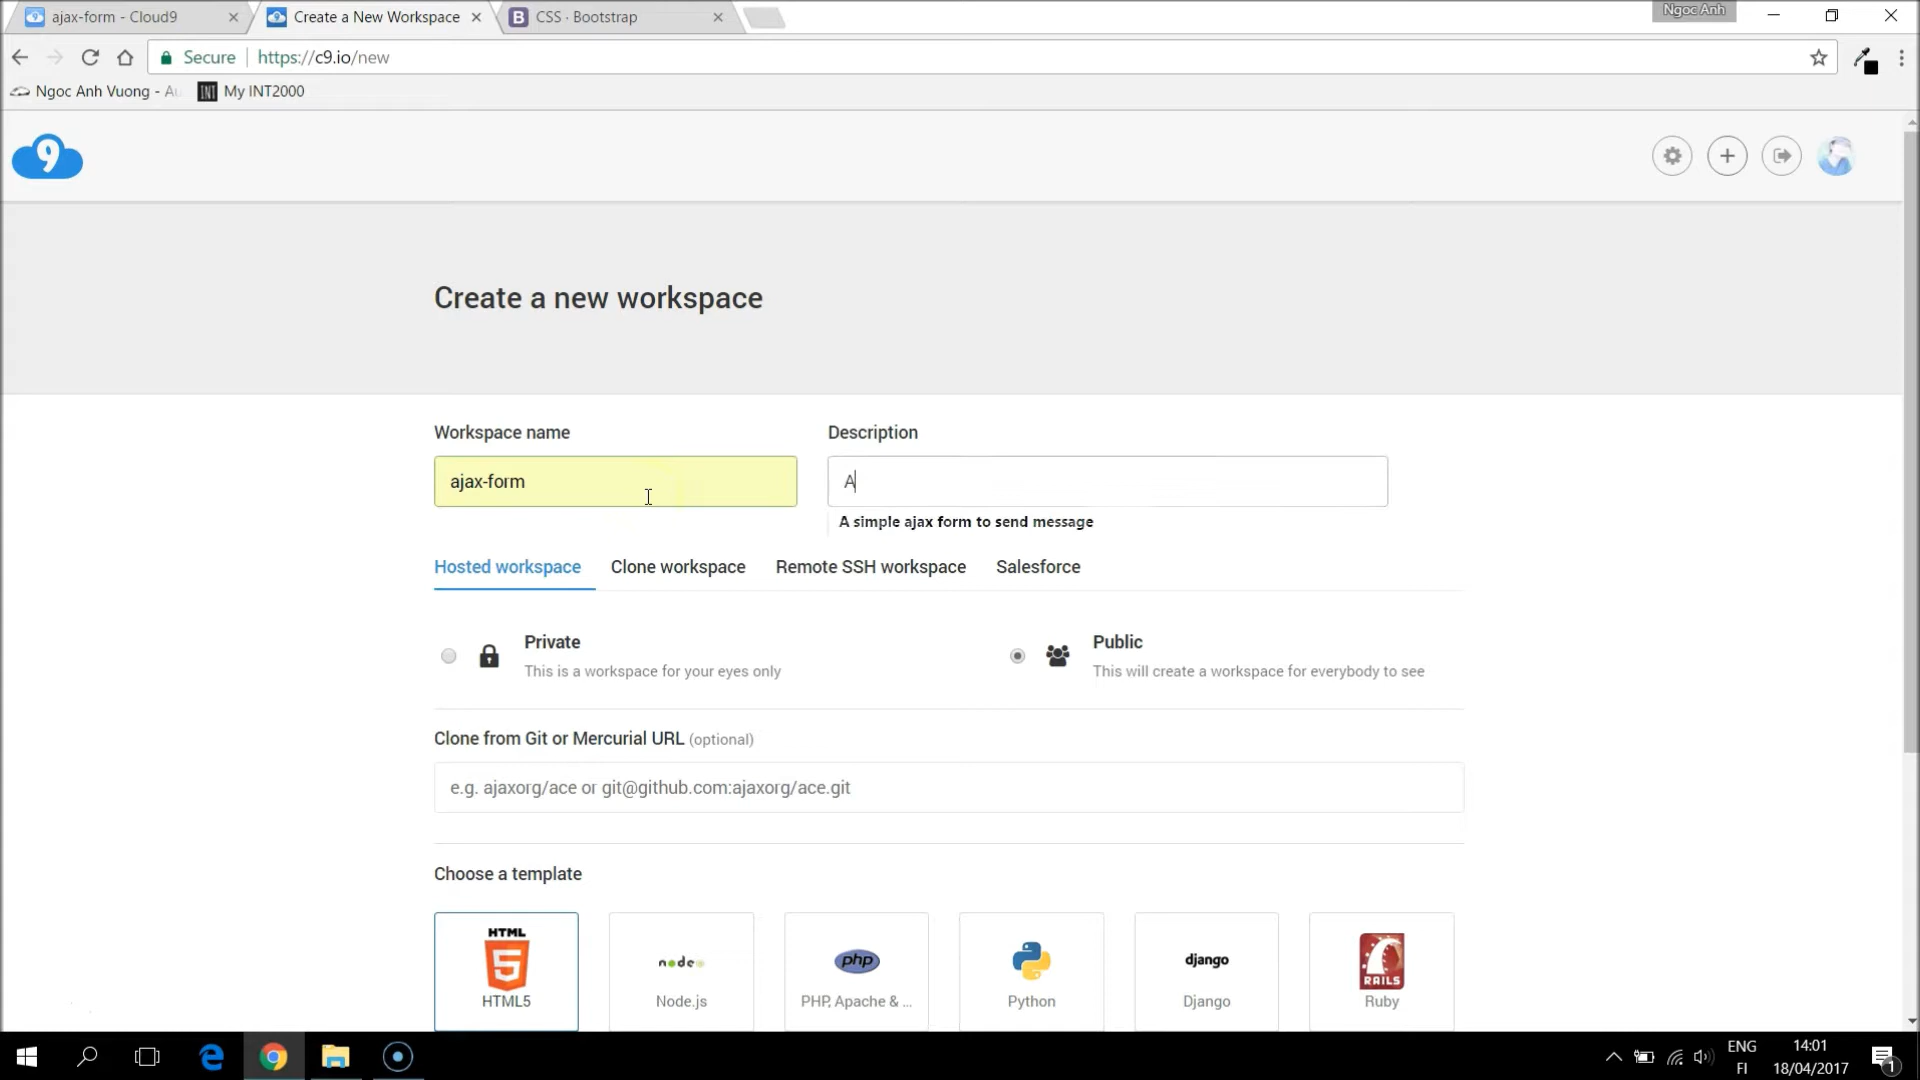 ajax-form - Cloud9
Create a New Workspace
B CSS · Bootstrap
Ngoc Anh
Secure https://c9.io/new
Ngoc Anh Vuong - Au
INT My INT2000
9
Create a new workspace
Workspace name
Description
ajax-form
A
A simple ajax form to send message
Hosted workspace
Clone workspace
Remote SSH workspace
Salesforce
Private
This is a workspace for your eyes only
Public
This will create a workspace for everybody to see
Clone from Git or Mercurial URL (optional)
e.g. ajaxorg/ace or git@github.com:ajaxorg/ace.git
Choose a template
HTML
5
HTML5
node
Node.js
php
PHP, Apache & ...
Python
django
Django
RAILS
Ruby
ENG
FI
14:01
18/04/2017
1